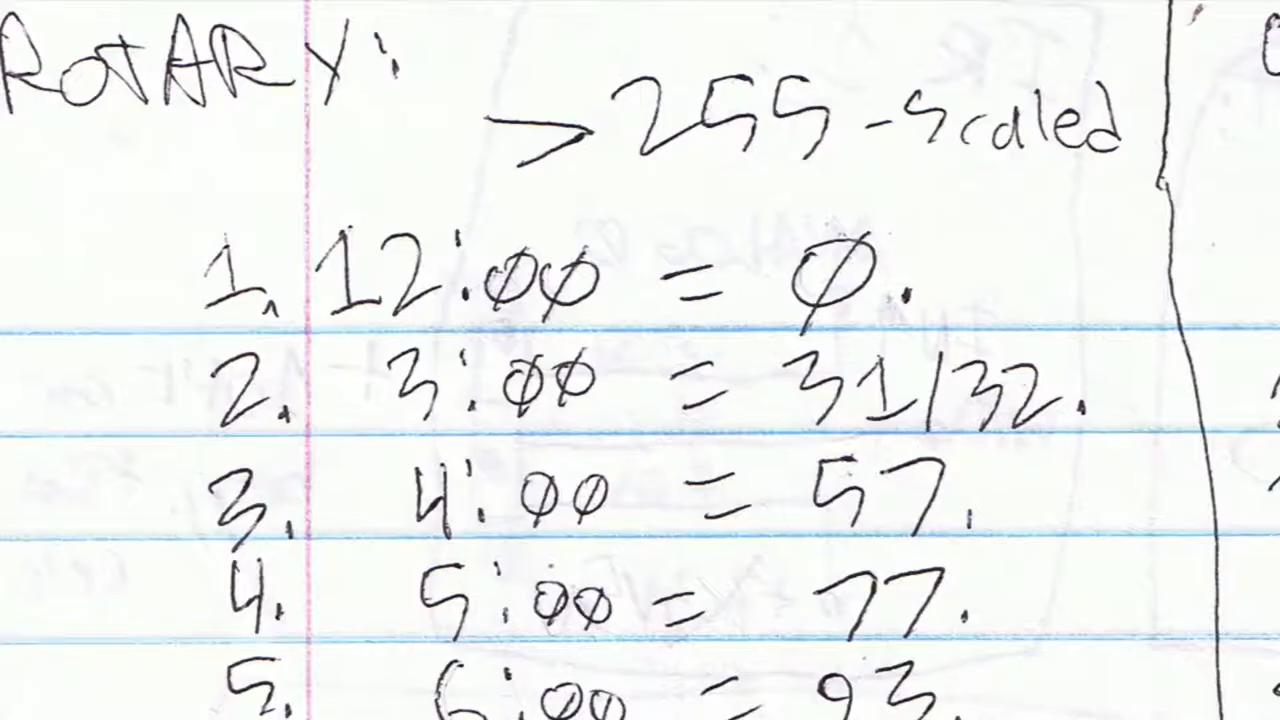 ROTARY:
>255-scaled
1. 12:00 = 0.
2. 3:00 = 31/32.
3. 4:00 = 57.
4. 5:00 = 77.
5. 6:00 = 93.